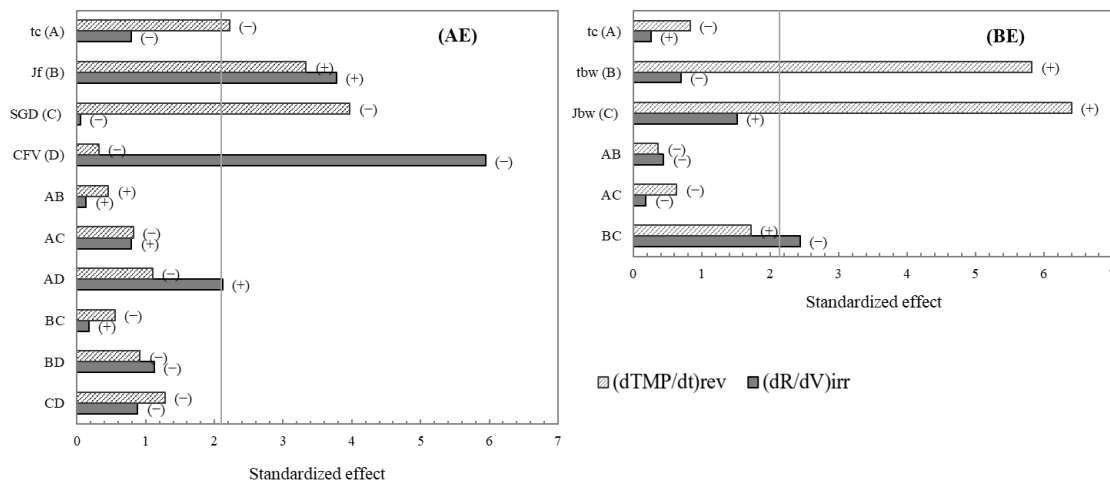 (AE)
tc (A)
(−)
(−)
Jf (B)
(+)
(+)
SGD (C)
(−)
(−)
CFV (D)
(−)
(−)
AB
(+)
(+)
AC
(−)
(+)
AD
(−)
(+)
BC
(−)
(+)
BD
(−)
(−)
CD
(−)
(−)
0 1 2 3 4 5 6 7
Standardized effect
(BE)
tc (A)
(−)
(+)
tbw (B)
(+)
(−)
Jbw (C)
(+)
(+)
AB
(−)
(−)
AC
(−)
(−)
BC
(+)
(−)
0 1 2 3 4 5 6 7
Standardized effect
(dTMP/dt)rev (dR/dV)irr